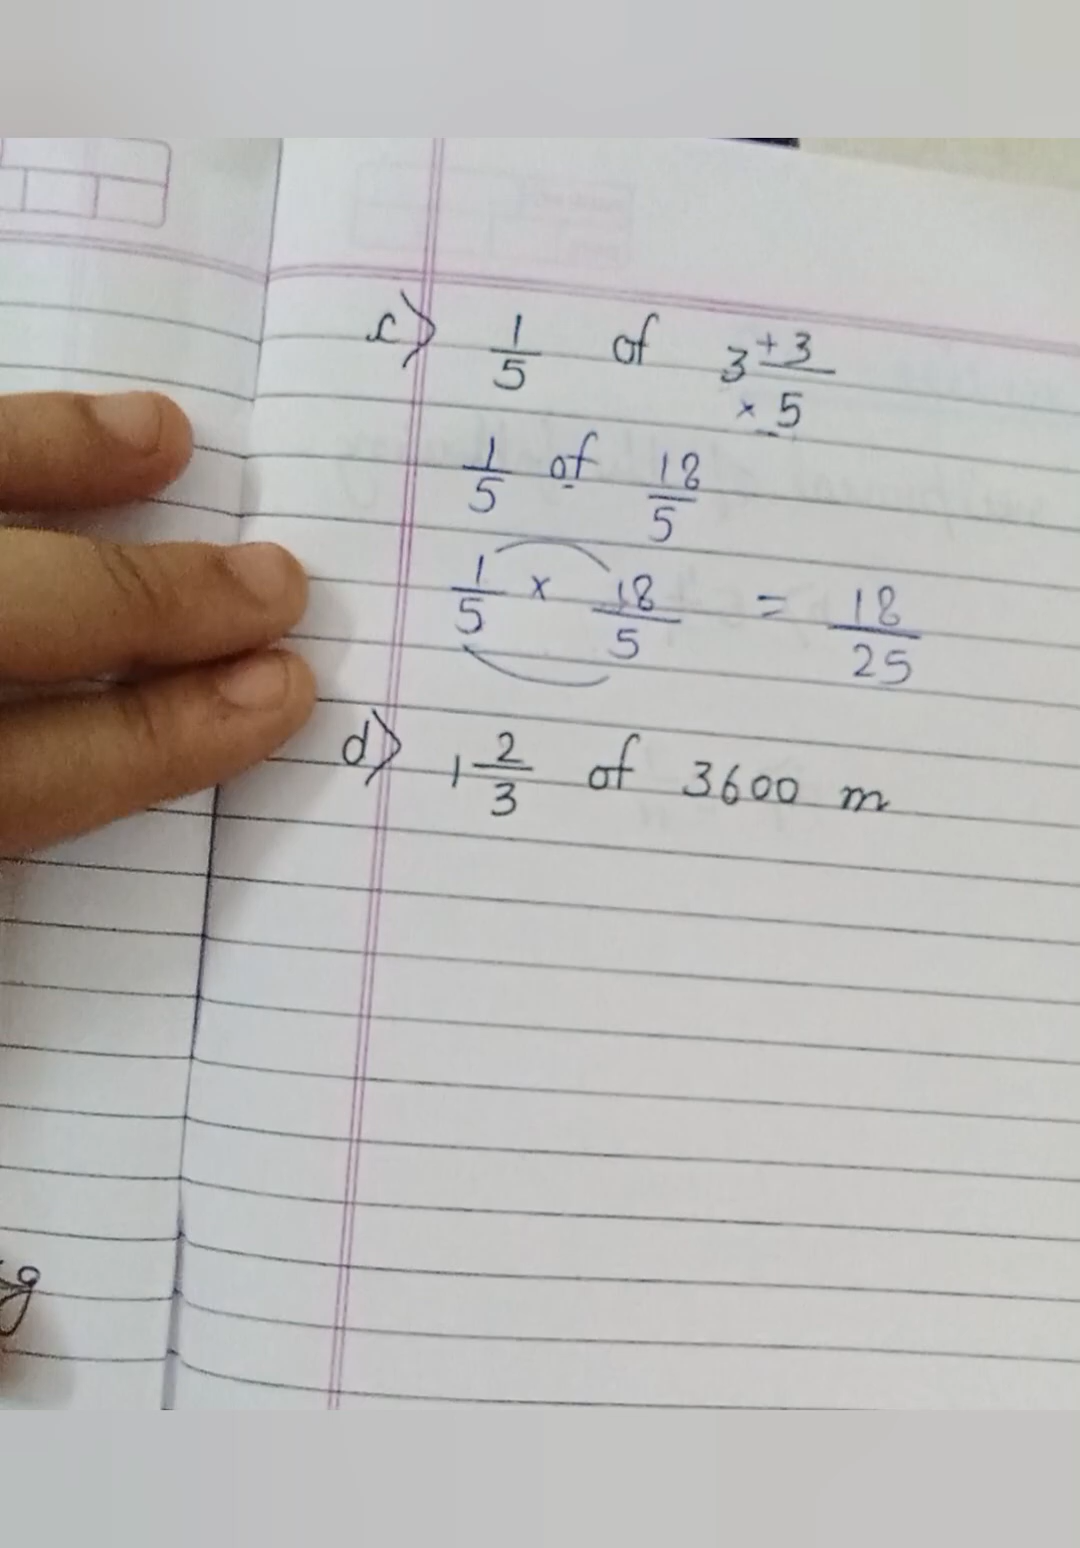 c) 1/5 of 3 +3/×5
1/5 of 18/5
1/5 × 18/5 = 18/25
d) 1 2/3 of 3600 m